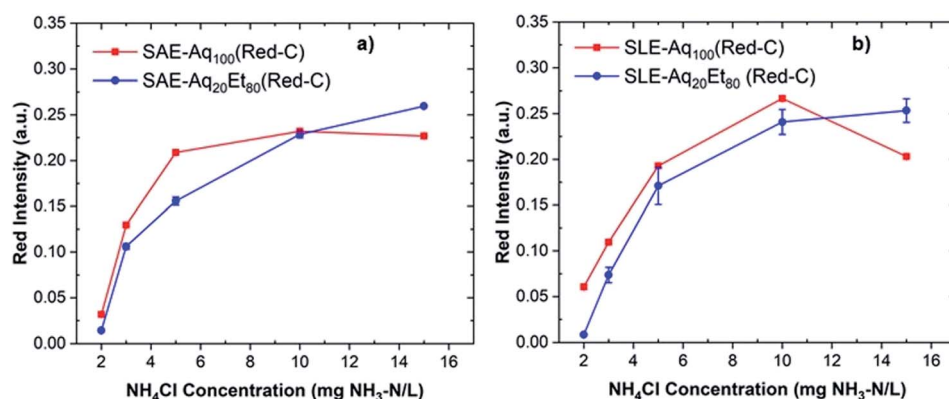 a)
SAE-Aq100(Red-C)
SAE-Aq20Et80(Red-C)
Red Intensity (a.u.)
0.35
0.30
0.25
0.20
0.15
0.10
0.05
0.00
2 4 6 8 10 12 14 16
NH4Cl Concentration (mg NH3-N/L)
b)
SLE-Aq100(Red-C)
SLE-Aq20Et80 (Red-C)
Red Intensity (a.u.)
0.35
0.30
0.25
0.20
0.15
0.10
0.05
0.00
2 4 6 8 10 12 14 16
NH4Cl Concentration (mg NH3-N/L)